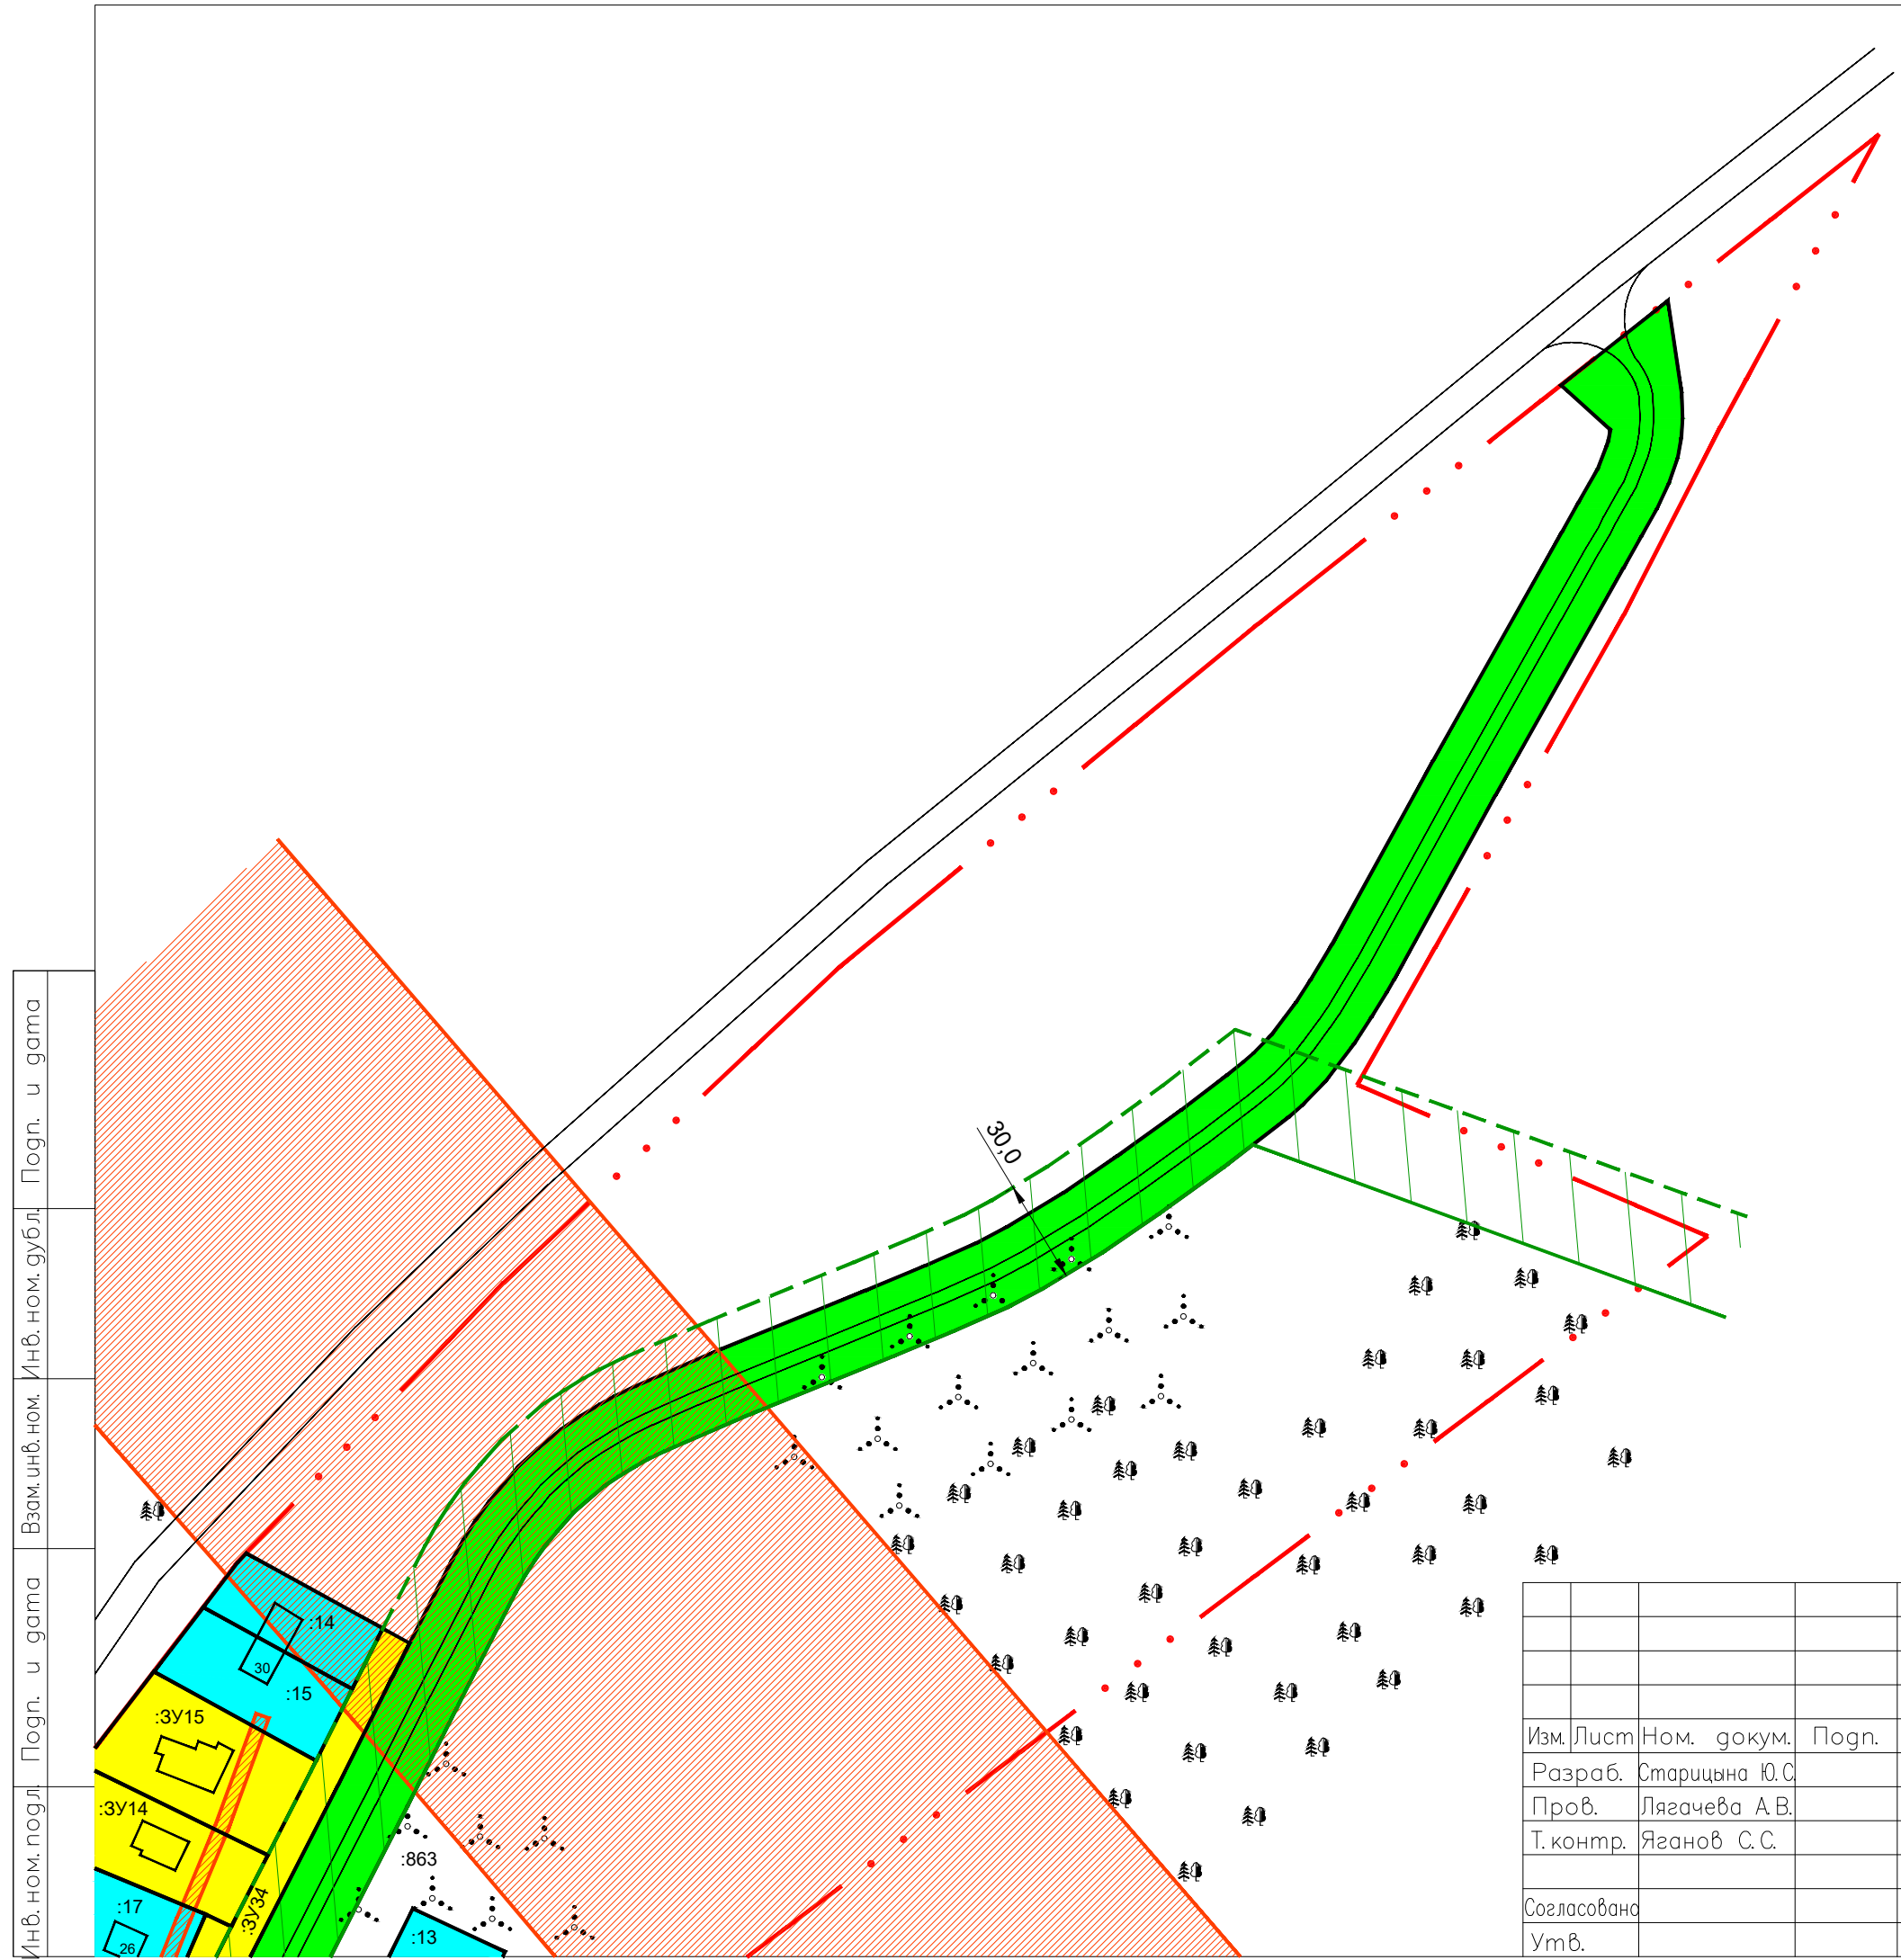 30,0
:14
30
:15
:ЗУ15
:ЗУ14
:863
:ЗУ34
:17
26
:13
Подп. и дата
Инв. ном. дубл.
Взам.инв.ном.
Подп. и дата
Инв. ном. подл.
Изм. Лист Ном. докум. Подп.
Разраб. Старицына Ю.С.
Пров. Лягачева А.В.
Т.контр. Яганов С.С.
Согласовано
Утв.